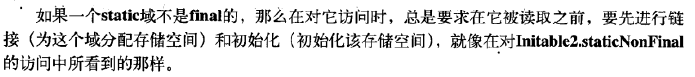 如果一个static域不是final的，那么在对它访问时，总是要求在它被读取之前，要先进行链
接（为这个域分配存储空间）和初始化（初始化该存储空间），就像在对Initable2.staticNonFinal
的访问中所看到的那样。